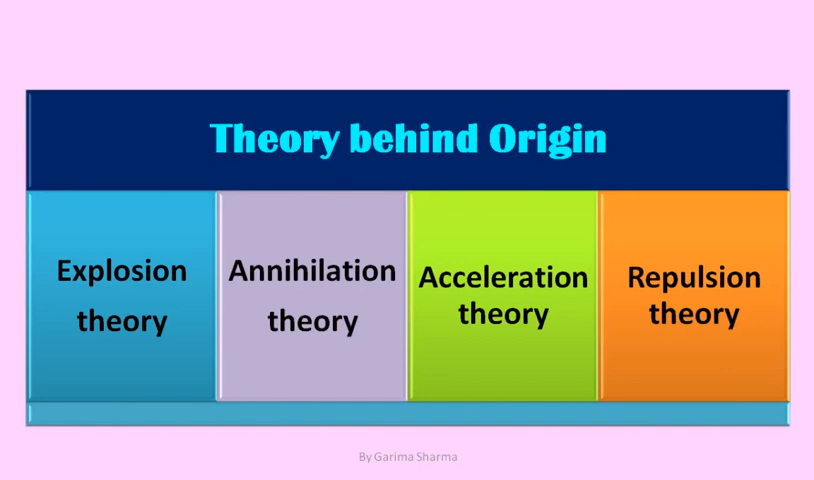 Theory behind Origin
Explosion
theory
Annihilation
theory
Acceleration
theory
Repulsion
theory
By Garima Sharma